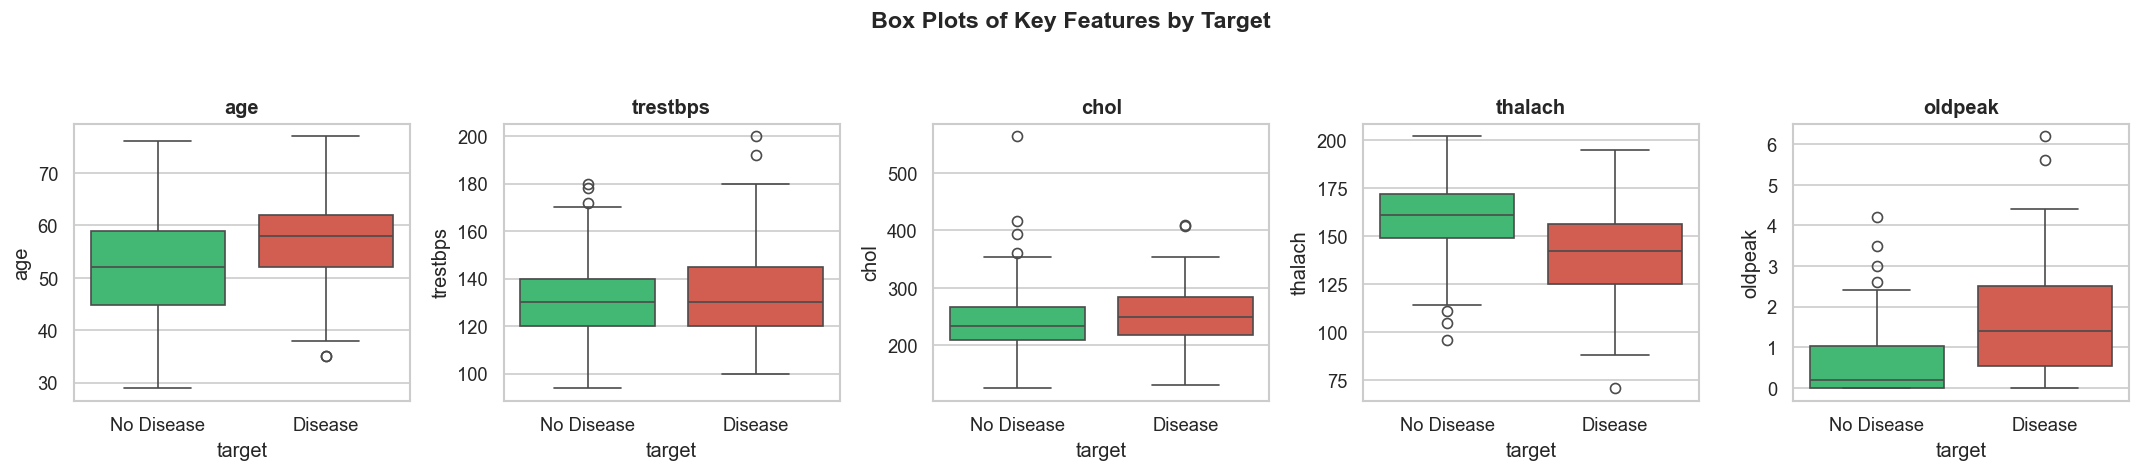 Box Plots of Key Features by Target
age
age
70
60
50
40
30
No Disease
Disease
target
trestbps
trestbps
200
180
160
140
120
100
No Disease
Disease
target
chol
chol
500
400
300
200
No Disease
Disease
target
thalach
thalach
200
175
150
125
100
75
No Disease
Disease
target
oldpeak
oldpeak
6
5
4
3
2
1
0
No Disease
Disease
target